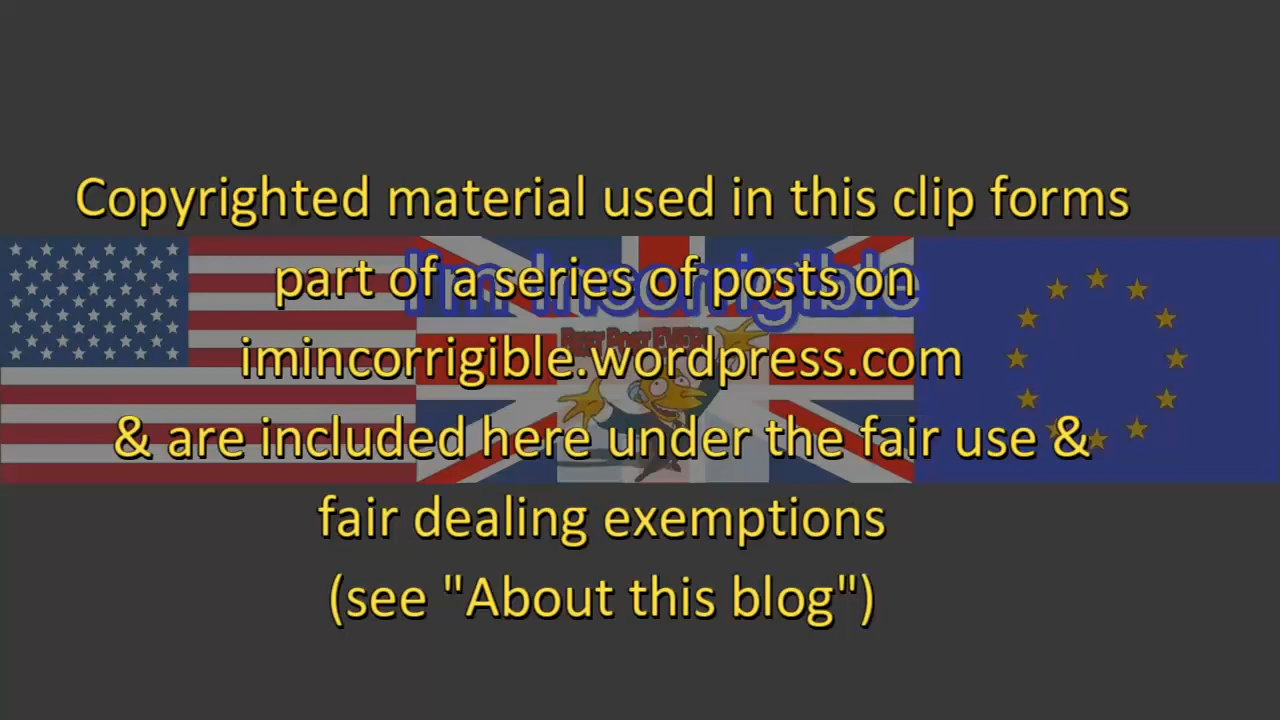 Copyrighted material used in this clip forms
part of a series of posts on
I'm Incorrigible
imincorrigible.wordpress.com
& are included here under the fair use &
fair dealing exemptions
(see "About this blog")